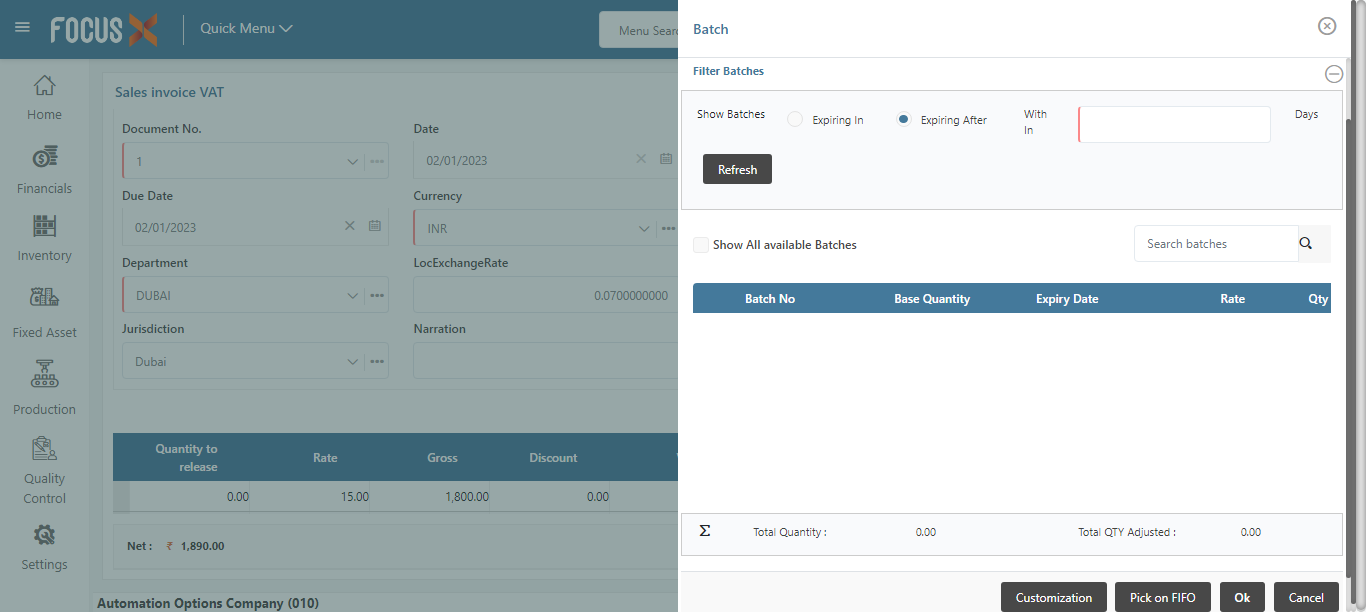 FOCUS X
Quick Menu
Menu Sear
Batch
Home
Financials
Inventory
Fixed Asset
Production
Quality
Control
Settings
Sales invoice VAT
Document No.
Date
1
02/01/2023
Due Date
Currency
02/01/2023
INR
Department
LocExchangeRate
DUBAI
0.0700000000
Jurisdiction
Narration
Dubai
Quantity to
release
Rate
Gross
Discount
0.00
15.00
1,800.00
0.00
Net : ₹ 1,890.00
Automation Options Company (010)
Filter Batches
Show Batches
Expiring In
Expiring After
With
In
Days
Refresh
Show All available Batches
Search batches
Batch No
Base Quantity
Expiry Date
Rate
Qty
Σ
Total Quantity :
0.00
Total QTY Adjusted :
0.00
Customization
Pick on FIFO
Ok
Cancel